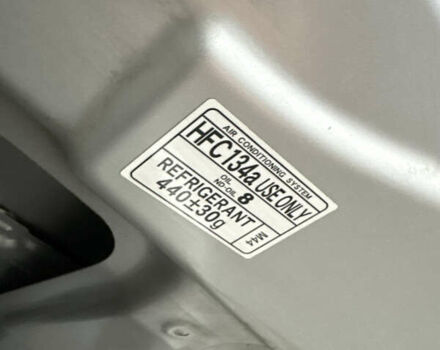 AIR CONDITIONING SYSTEM
HFC134a USE ONLY
OIL
ND-OIL 8
REFRIGERANT
440±30g
M44